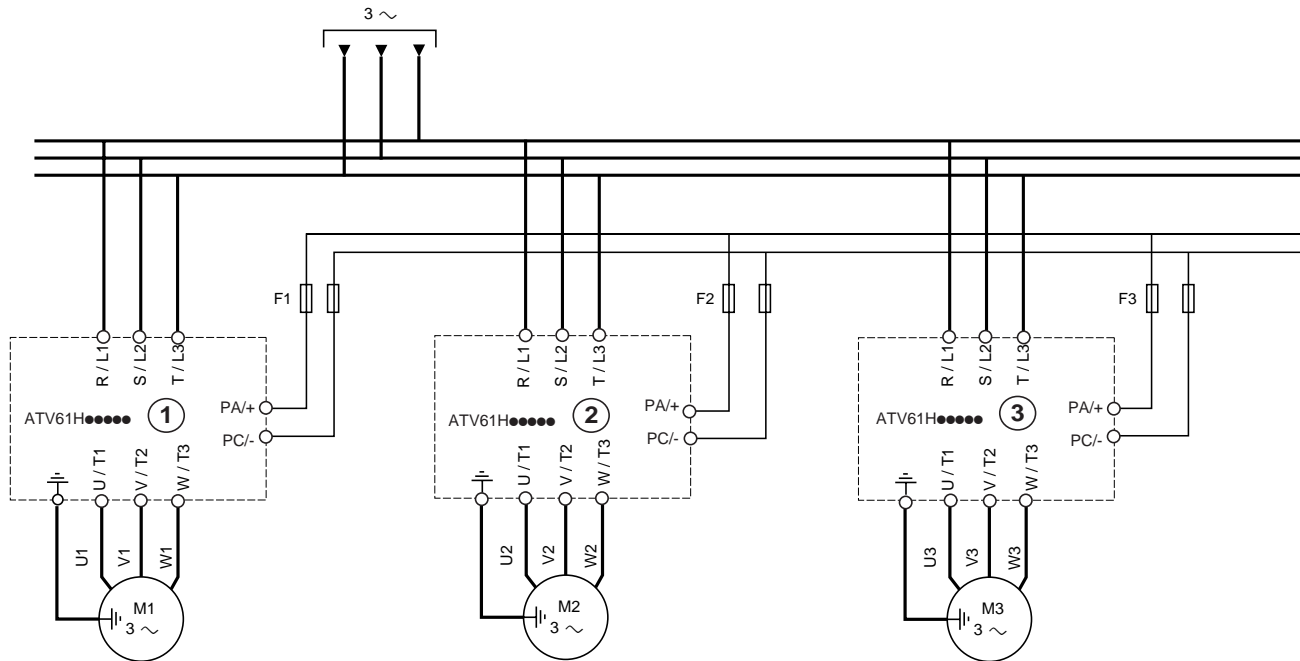 3 ∼
F1
F2
F3
R / L1
S / L2
T / L3
R / L1
S / L2
T / L3
R / L1
S / L2
T / L3
ATV61H●●●●●
1
PA/+
PC/-
ATV61H●●●●●
2
PA/+
PC/-
ATV61H●●●●●
3
PA/+
PC/-
U / T1
V / T2
W / T3
U / T1
V / T2
W / T3
U / T1
V / T2
W / T3
U1
V1
W1
U2
V2
W2
U3
V3
W3
M1
3 ∼
M2
3 ∼
M3
3 ∼